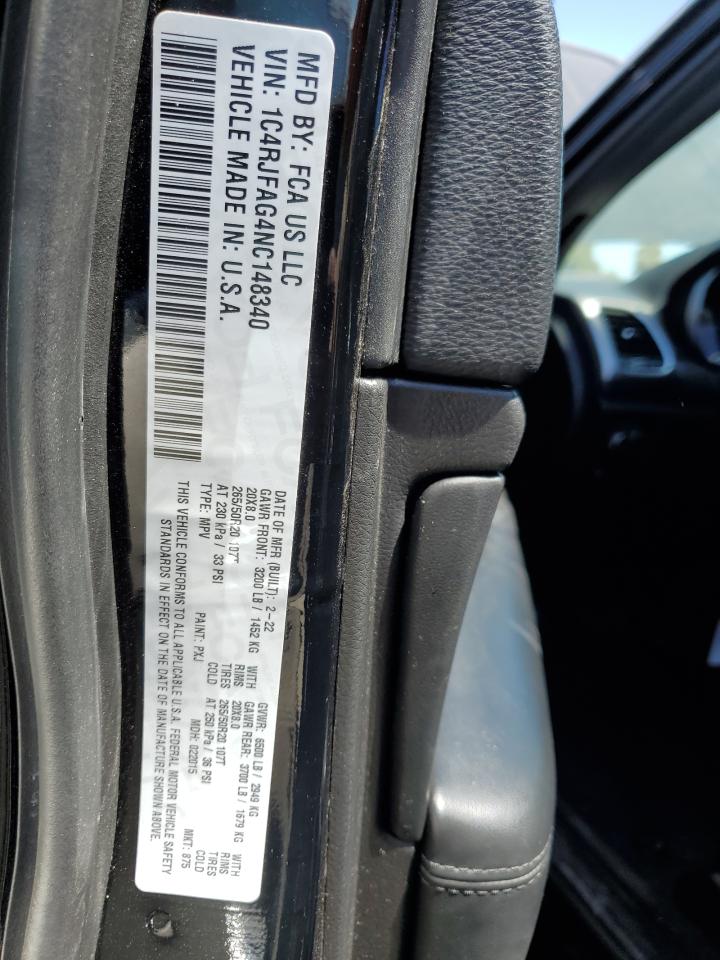 MFD BY: FCA US LLC
VIN: 1C4RJFAG4NC148340
VEHICLE MADE IN: U.S.A.
DATE OF MFR (BUILT): 2-22 GVWR: 6500 LB / 2949 KG
GAWR FRONT: 3200 LB / 1452 KG WITH GAWR REAR: 3700 LB / 1679 KG WITH
20X8.0 RIMS 20X8.0 RIMS
265/50R20 107T TIRES 265/50R20 107T TIRES
AT 230 kPa / 33 PSI COLD AT 250 kPa / 36 PSI COLD
TYPE: MPV PAINT: PXJ MDH: 022015 MKT: 875
THIS VEHICLE CONFORMS TO ALL APPLICABLE U.S.A. FEDERAL MOTOR VEHICLE SAFETY
STANDARDS IN EFFECT ON THE DATE OF MANUFACTURE SHOWN ABOVE.